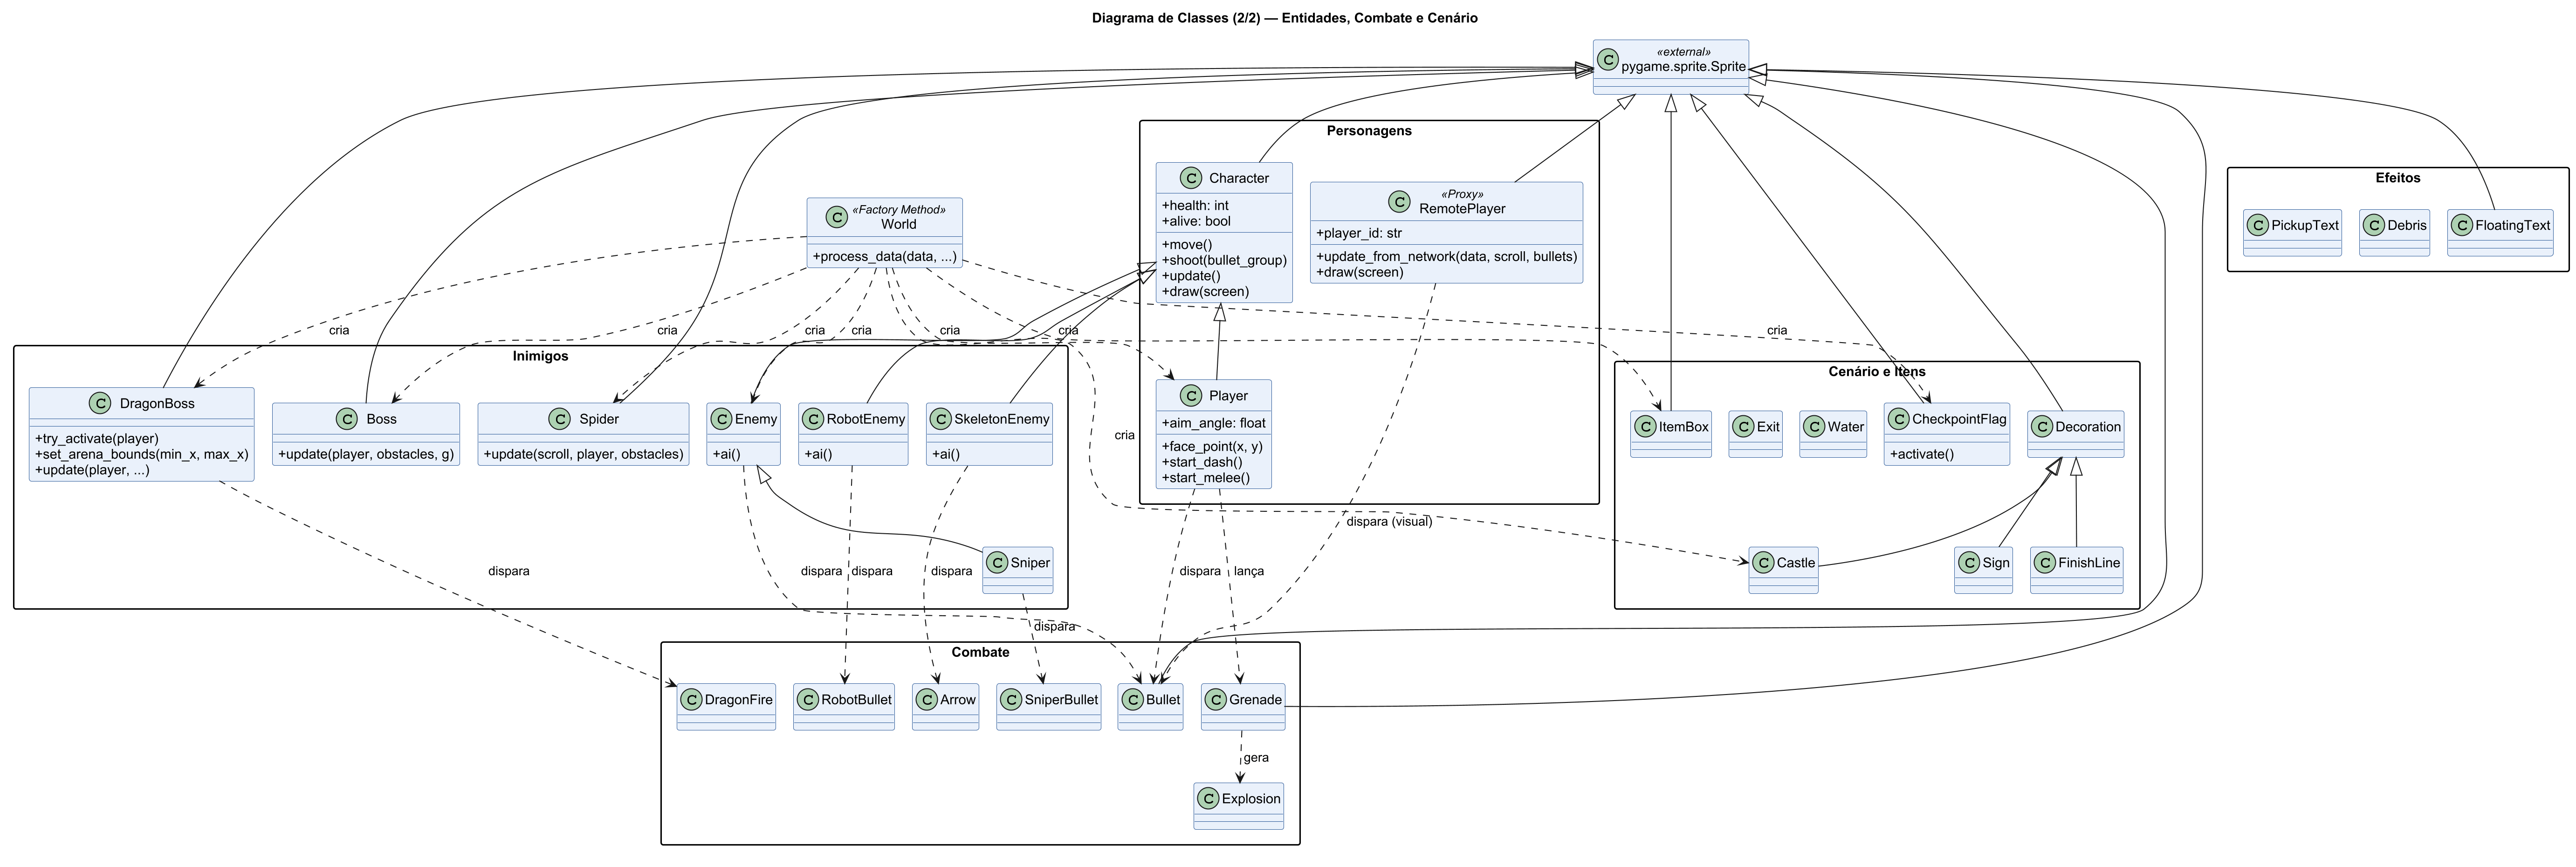 Diagrama de Classes (2/2) — Entidades, Combate e Cenário
«external»
C pygame.sprite.Sprite
Personagens
C Character
+health: int
+alive: bool
+move()
+shoot(bullet_group)
+update()
+draw(screen)
«Proxy»
C RemotePlayer
+player_id: str
+update_from_network(data, scroll, bullets)
+draw(screen)
Efeitos
C PickupText
C Debris
C FloatingText
«Factory Method»
C World
+process_data(data, ...)
cria
cria
cria
cria
cria
cria
cria
Inimigos
C DragonBoss
+try_activate(player)
+set_arena_bounds(min_x, max_x)
+update(player, ...)
C Boss
+update(player, obstacles, g)
C Spider
+update(scroll, player, obstacles)
C Enemy
+ai()
C RobotEnemy
+ai()
C SkeletonEnemy
+ai()
C Player
+aim_angle: float
+face_point(x, y)
+start_dash()
+start_melee()
Cenário e Itens
C ItemBox
C Exit
C Water
C CheckpointFlag
+activate()
C Decoration
cria
dispara (visual)
C Sniper
C Castle
C Sign
C FinishLine
dispara
dispara
dispara
dispara
dispara
lança
dispara
Combate
C DragonFire
C RobotBullet
C Arrow
C SniperBullet
C Bullet
C Grenade
gera
C Explosion